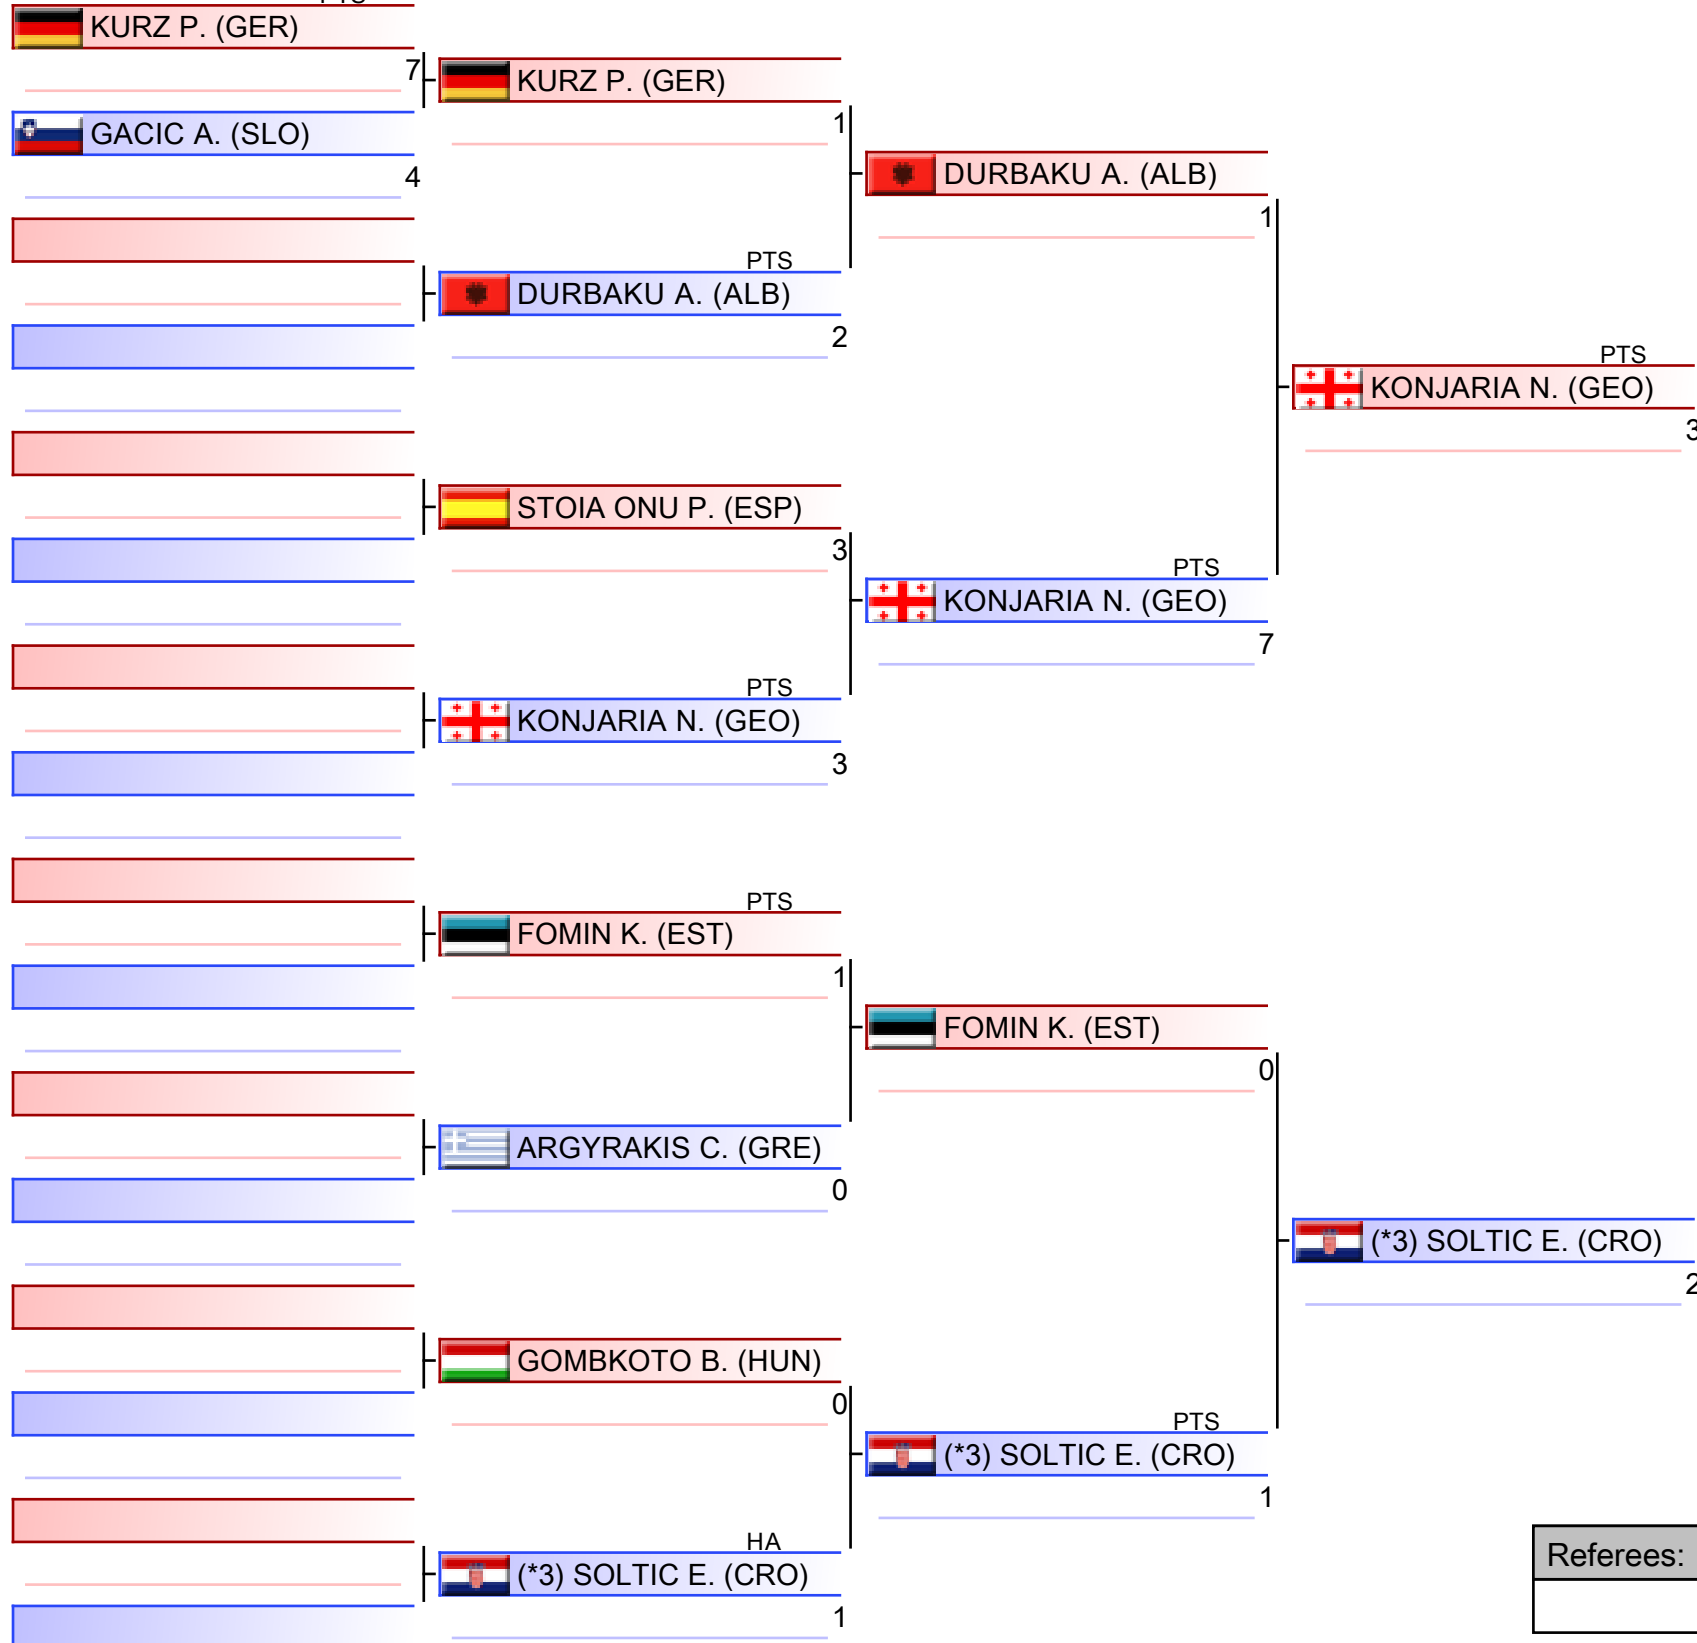 PTS
KURZ P. (GER)
7
GACIC A. (SLO)
4
KURZ P. (GER)
1
PTS
DURBAKU A. (ALB)
2
STOIA ONU P. (ESP)
3
PTS
KONJARIA N. (GEO)
3
PTS
FOMIN K. (EST)
1
ARGYRAKIS C. (GRE)
0
GOMBKOTO B. (HUN)
0
HA
(*3) SOLTIC E. (CRO)
1
DURBAKU A. (ALB)
1
PTS
KONJARIA N. (GEO)
7
FOMIN K. (EST)
0
PTS
(*3) SOLTIC E. (CRO)
1
PTS
KONJARIA N. (GEO)
3
(*3) SOLTIC E. (CRO)
2
Referees: